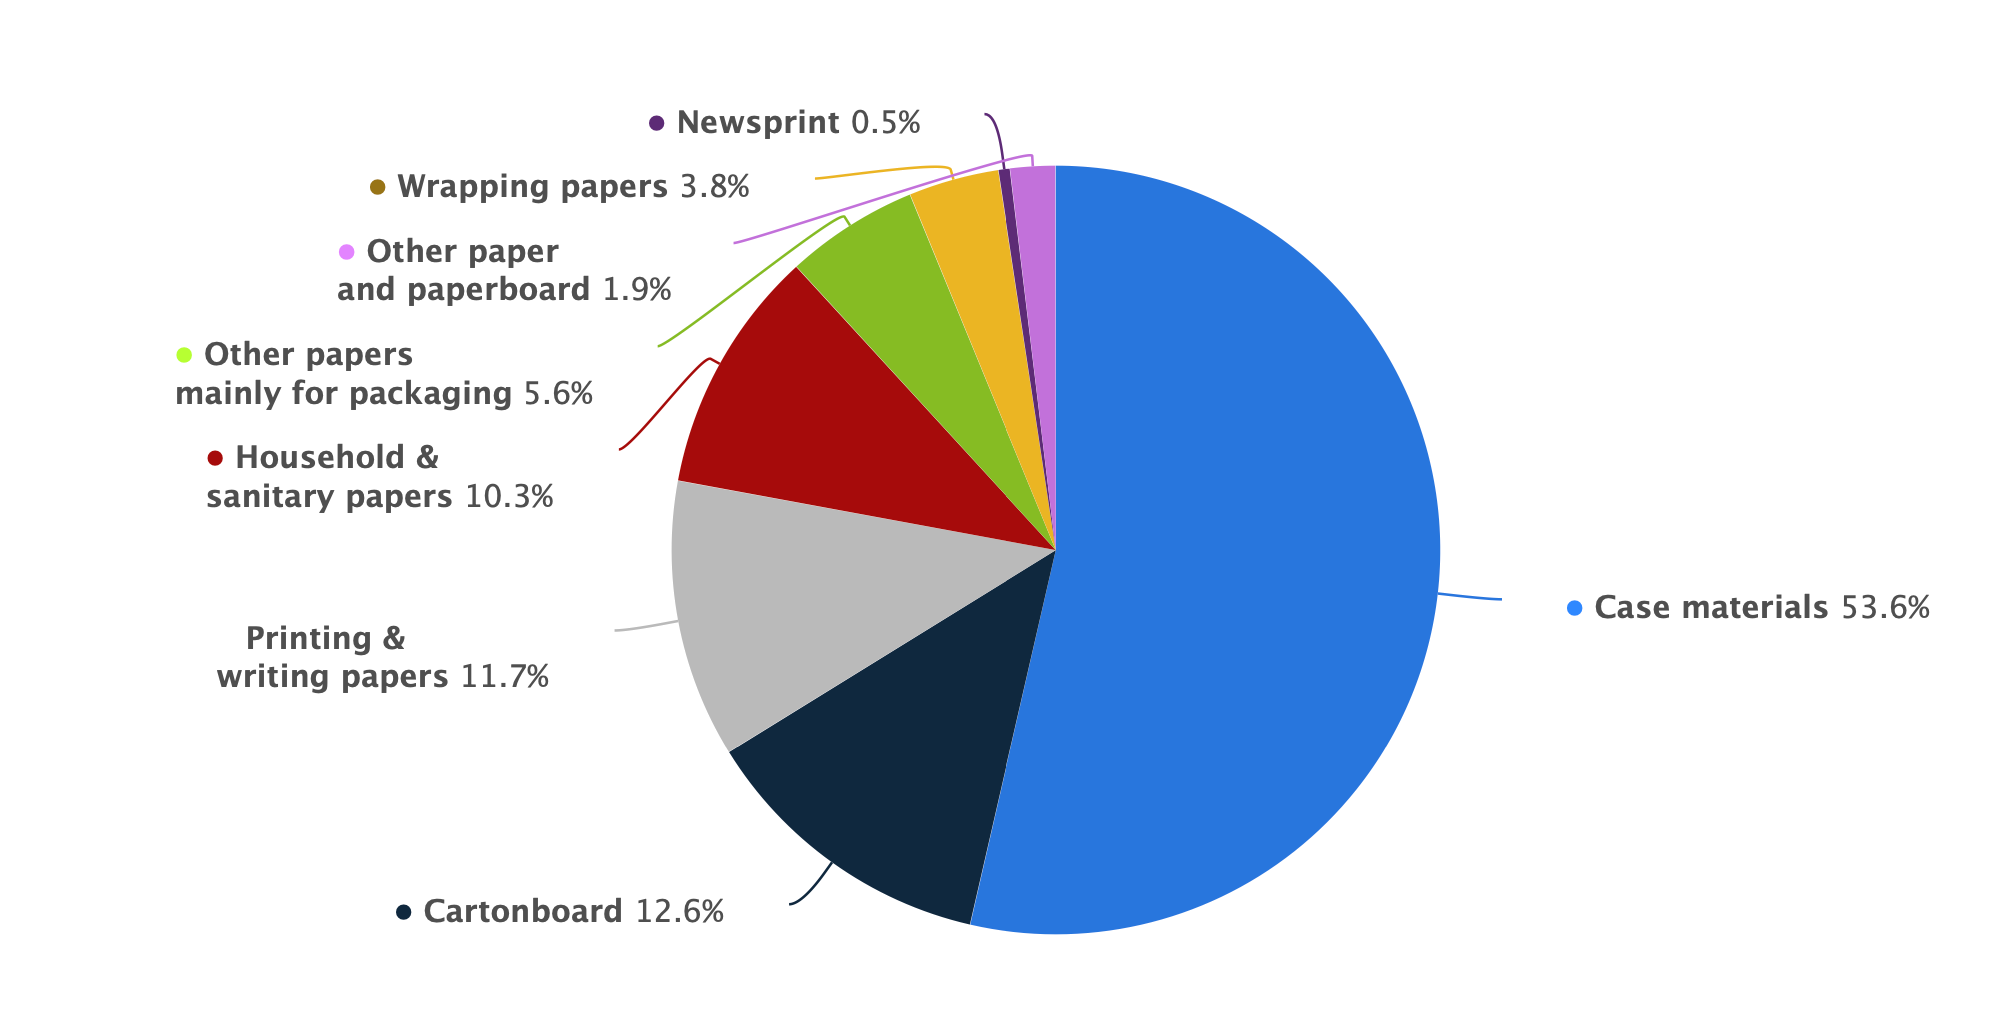 Newsprint 0.5%
Wrapping papers 3.8%
Other paper
and paperboard 1.9%
Other papers
mainly for packaging 5.6%
Household &
sanitary papers 10.3%
Case materials 53.6%
Printing &
writing papers 11.7%
Cartonboard 12.6%